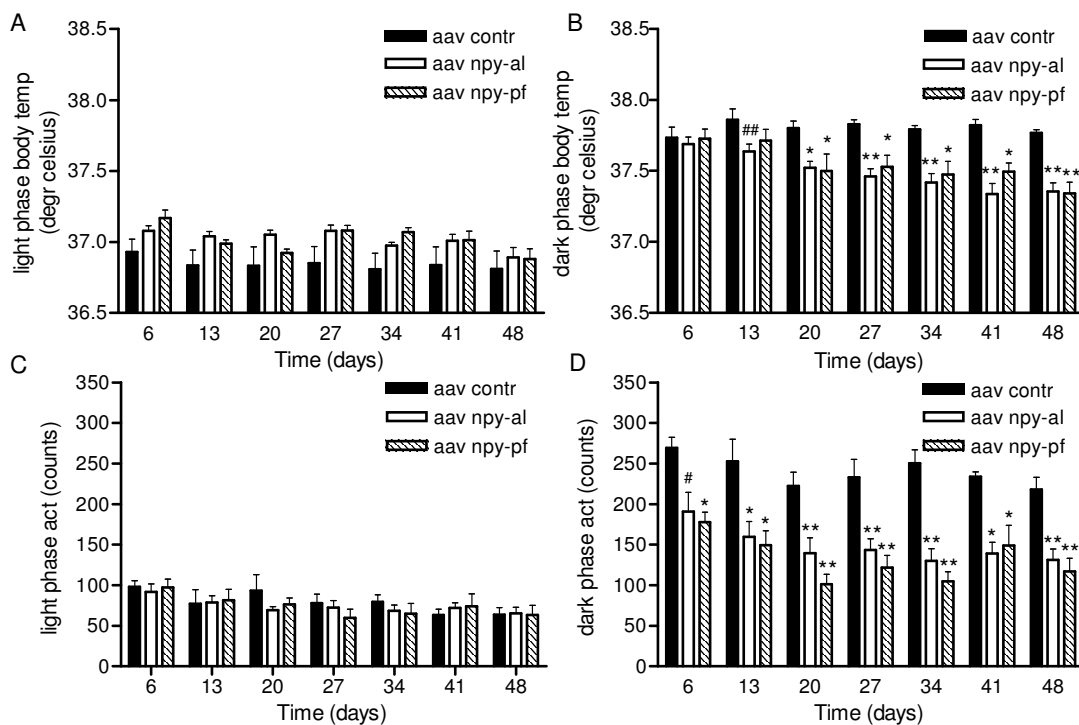 A
38.5
38.0
37.5
37.0
36.5
light phase body temp
(degr celsius)
aav contr
aav npy-al
aav npy-pf
6 13 20 27 34 41 48
Time (days)
B
38.5
38.0
37.5
37.0
36.5
dark phase body temp
(degr celsius)
aav contr
aav npy-al
aav npy-pf
##
* *
** *
** *
** *
** **
6 13 20 27 34 41 48
Time (days)
C
350
300
250
200
150
100
50
0
light phase act (counts)
aav contr
aav npy-al
aav npy-pf
6 13 20 27 34 41 48
Time (days)
D
350
300
250
200
150
100
50
0
dark phase act (counts)
aav contr
aav npy-al
aav npy-pf
# *
* *
** **
** **
** **
* *
** **
6 13 20 27 34 41 48
Time (days)